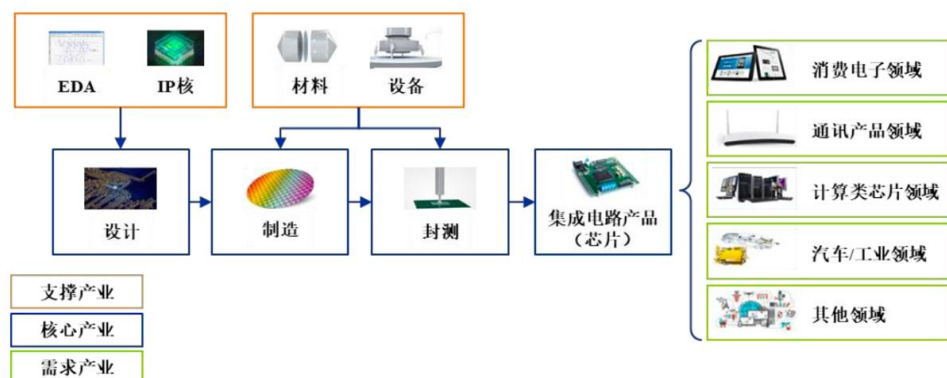 EDA
IP核
材料
设备
设计
制造
封测
集成电路产品
（芯片）
消费电子领域
通讯产品领域
计算类芯片领域
汽车/工业领域
其他领域
支撑产业
核心产业
需求产业